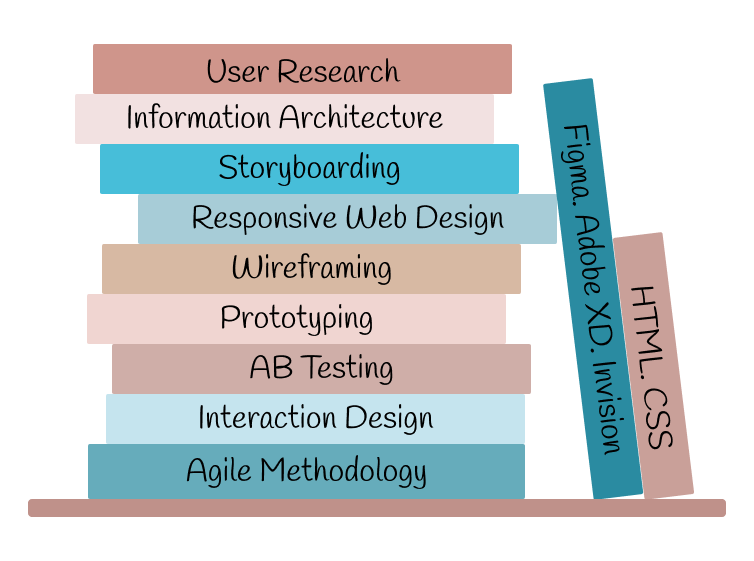 User Research
Information Architecture
Storyboarding
Responsive Web Design
Wireframing
Prototyping
AB Testing
Interaction Design
Agile Methodology
Figma. Adobe XD. Invision
HTML. CSS